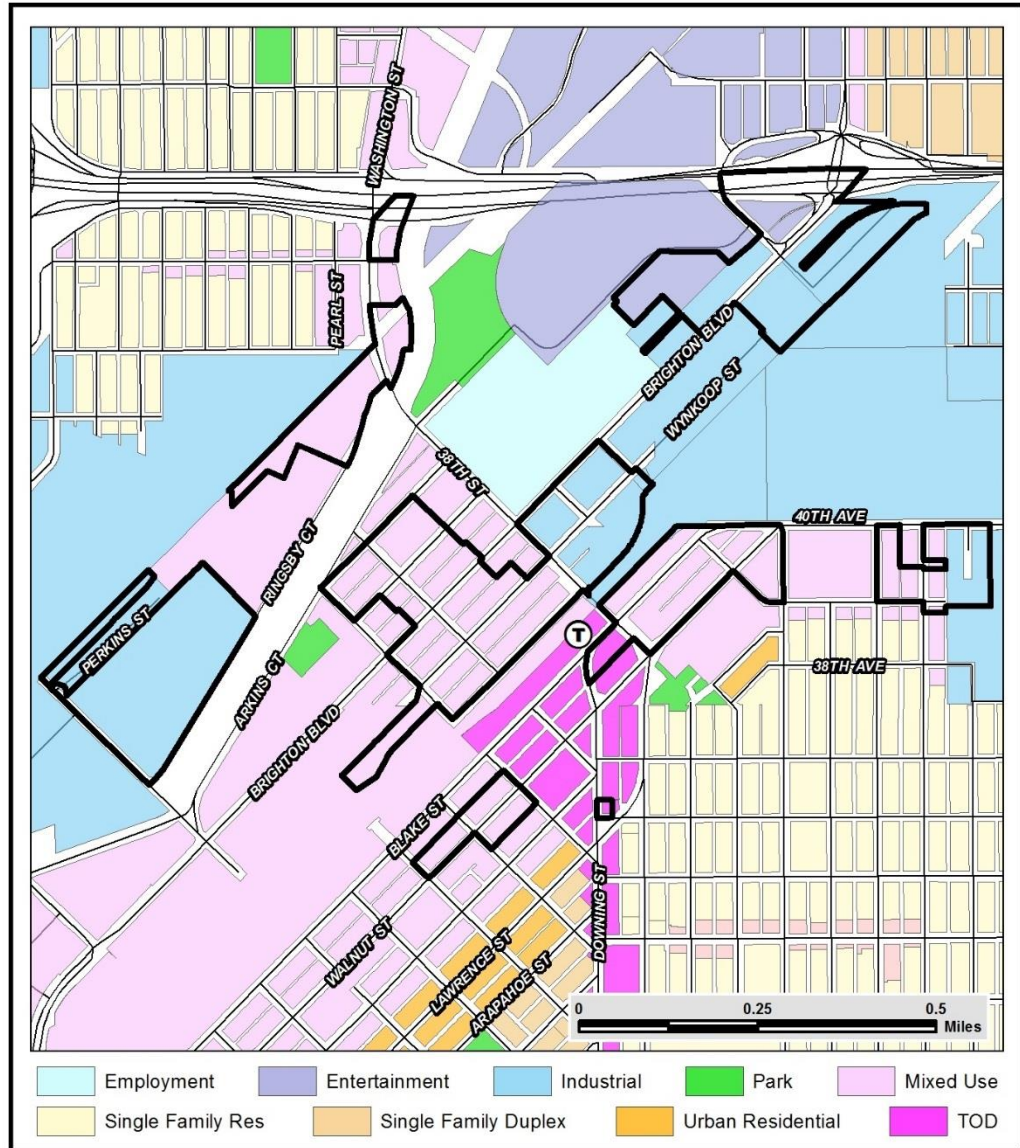 WASHINGTON ST
PEARL ST
BRIGHTON BLVD
WYNKOOP ST
38TH ST
40TH AVE
RINGSBY CT
T
PERKINS ST
38TH AVE
ARKINS CT
BRIGHTON BLVD
BLAKE ST
DOWNING ST
WALNUT ST
LAWRENCE ST
ARAPAHOE ST
0 0.25 0.5
Miles
Employment Entertainment Industrial Park Mixed Use
Single Family Res Single Family Duplex Urban Residential TOD